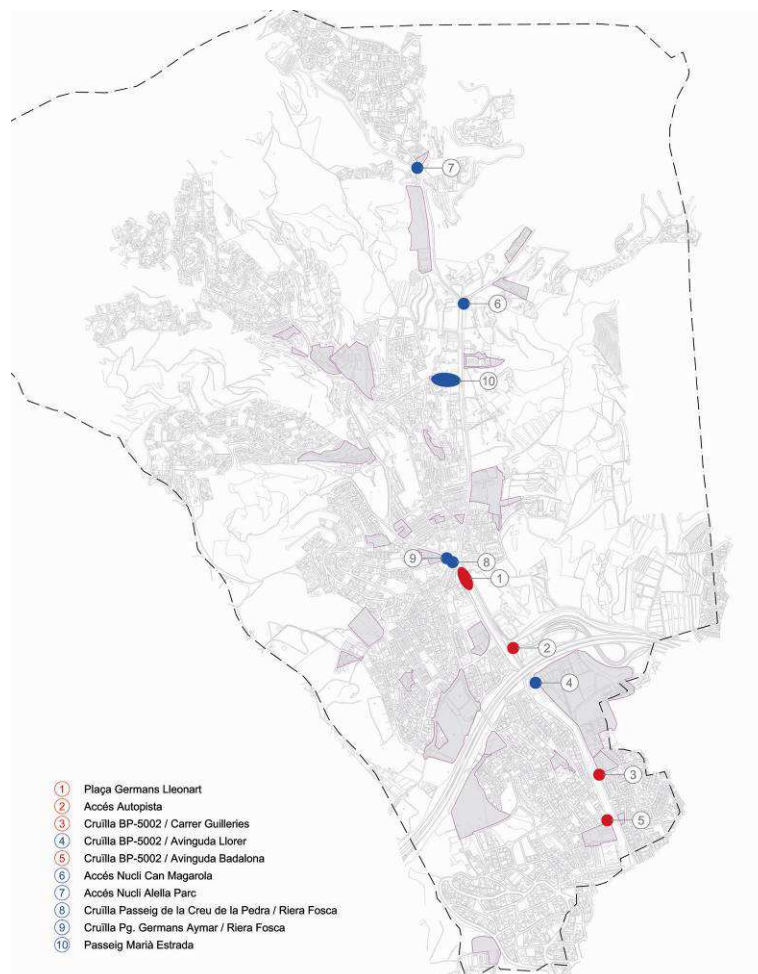 7
6
10
9
8
1
2
4
3
5
1 Plaça Germans Lleonart
2 Accés Autopista
3 Cruïlla BP-5002 / Carrer Guilleries
4 Cruïlla BP-5002 / Avinguda Llorer
5 Cruïlla BP-5002 / Avinguda Badalona
6 Accés Nucli Can Magarola
7 Accés Nucli Alella Parc
8 Cruïlla Passeig de la Creu de la Pedra / Riera Fosca
9 Cruïlla Pg. Germans Aymar / Riera Fosca
10 Passeig Marià Estrada